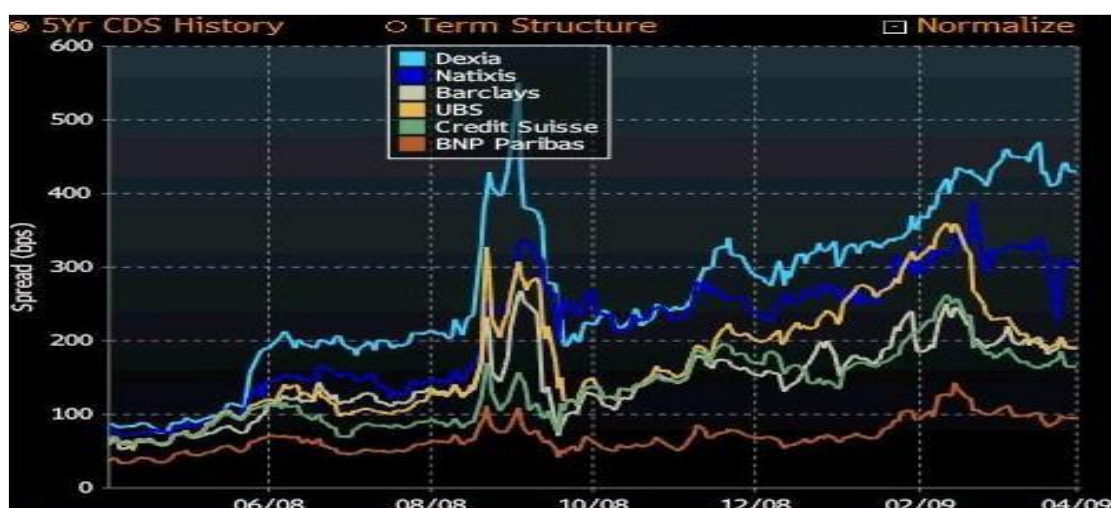 5Yr CDS History Term Structure Normalize
600
Dexia
Natixis
Barclays
UBS
Credit Suisse
BNP Paribas
500
400
300
200
100
0
Spread (bps)
06/08 08/08 10/08 12/08 02/09 04/09